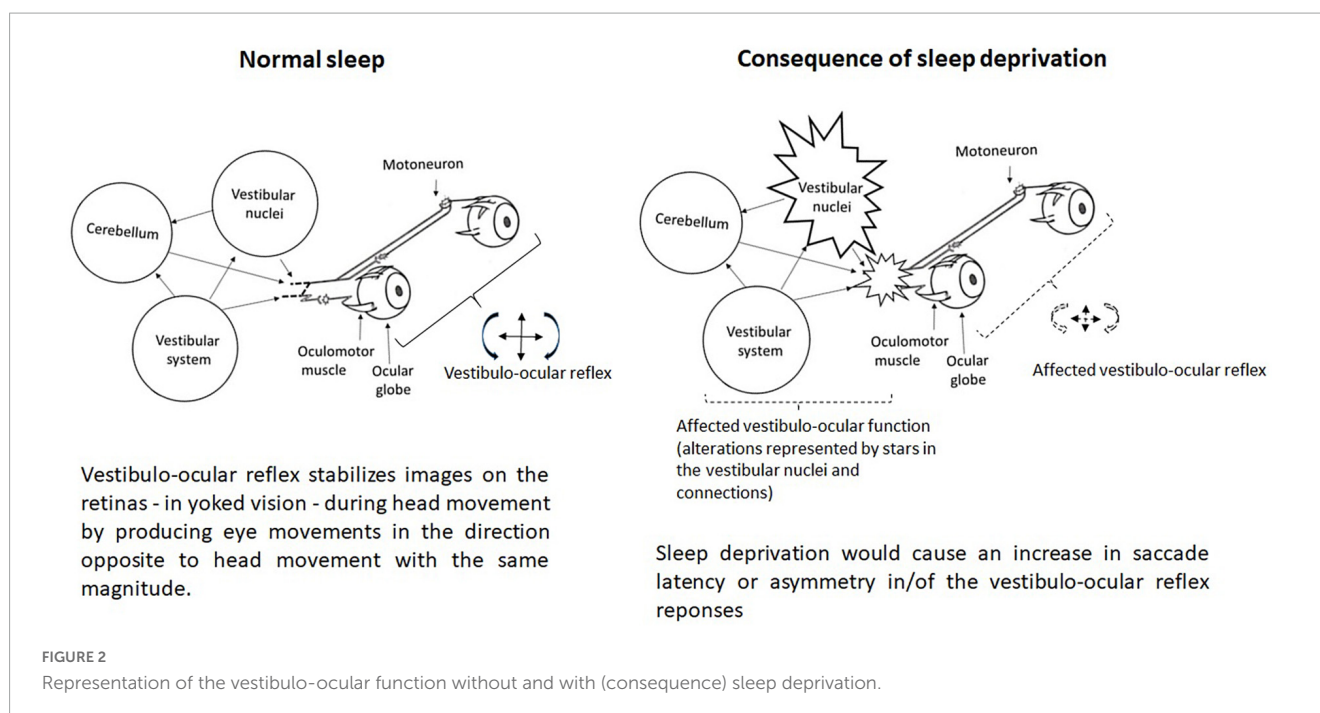 Normal sleep
Motoneuron
Vestibular
nuclei
Cerebellum
Vestibular
system
Oculomotor
muscle
Ocular
globe
Vestibulo-ocular reflex
Vestibulo-ocular reflex stabilizes images on the
retinas - in yoked vision - during head movement
by producing eye movements in the direction
opposite to head movement with the same
magnitude.
Consequence of sleep deprivation
Motoneuron
Vestibular
nuclei
Cerebellum
Vestibular
system
Oculomotor
muscle
Ocular
globe
Affected vestibulo-ocular reflex
Affected vestibulo-ocular function
(alterations represented by stars in
the vestibular nuclei and
connections)
Sleep deprivation would cause an increase in saccade
latency or asymmetry in/of the vestibulo-ocular reflex
reponses
FIGURE 2
Representation of the vestibulo-ocular function without and with (consequence) sleep deprivation.